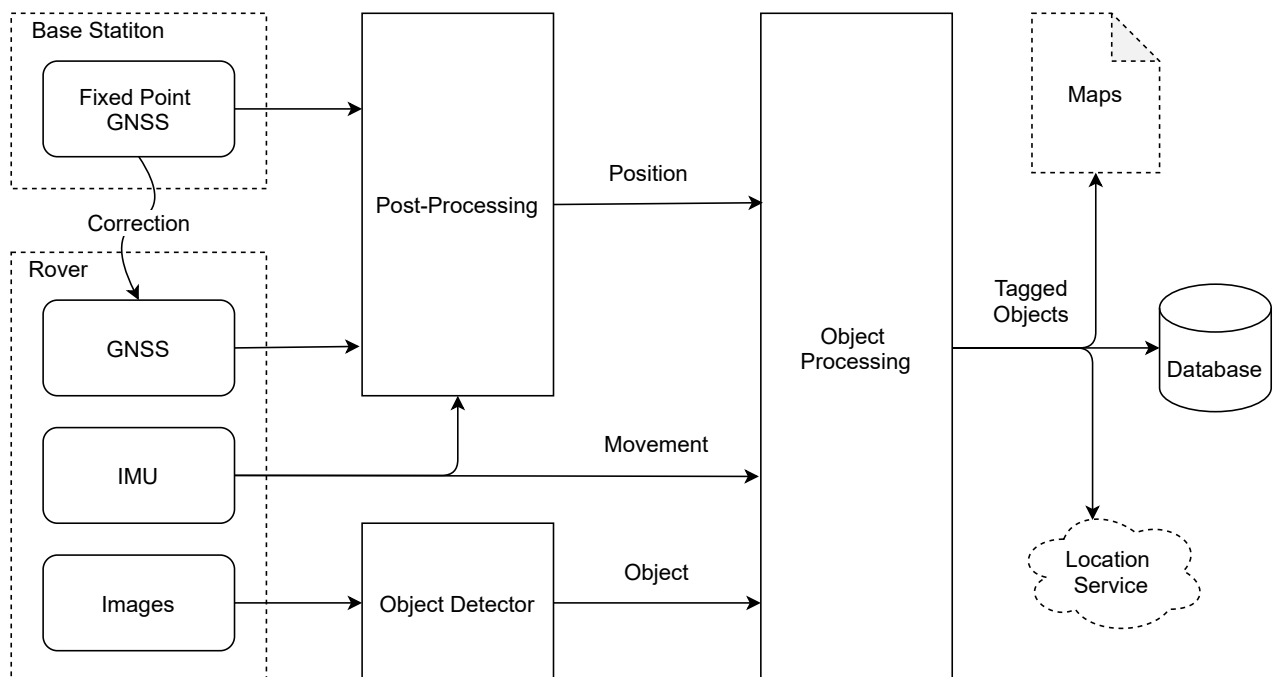 Base Statiton
Fixed Point
GNSS
Correction
Rover
GNSS
IMU
Images
Post-Processing
Object Detector
Position
Movement
Object
Object
Processing
Tagged
Objects
Maps
Database
Location
Service